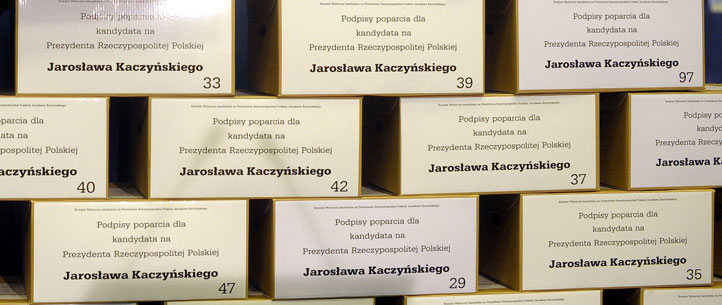 Podpisy poparcia dla
kandydata na
Prezydenta Rzeczypospolitej Polskiej
Jarosława Kaczyńskiego
33
Podpisy poparcia dla
kandydata na
Prezydenta Rzeczypospolitej Polskiej
Jarosława Kaczyńskiego
39
Podpisy poparcia dla
kandydata na
Prezydenta Rzeczypospolitej Polskiej
Jarosława Kaczyńskiego
97
poparcia dla
na
Rzeczypospolitej Polskiej
Kaczyńskiego
40
Podpisy poparcia dla
kandydata na
Prezydenta Rzeczypospolitej Polskiej
Jarosława Kaczyńskiego
42
Podpisy poparcia dla
kandydata na
Prezydenta Rzeczypospolitej Polskiej
Jarosława Kaczyńskiego
37
Podpisy
kandydata
Prezydenta
Jarosława
Podpisy poparcia dla
kandydata na
Prezydenta Rzeczypospolitej Polskiej
Jarosława Kaczyńskiego
47
Podpisy poparcia dla
kandydata na
Prezydenta Rzeczypospolitej Polskiej
Jarosława Kaczyńskiego
29
Podpisy poparcia dla
kandydata na
Prezydenta Rzeczypospolitej Polskiej
Jarosława Kaczyńskiego
35